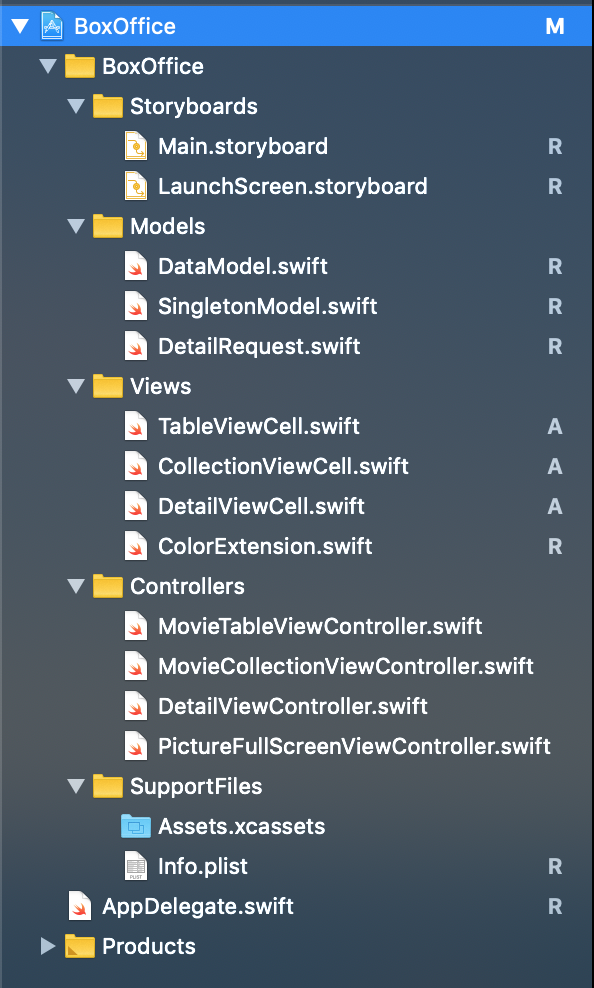 BoxOffice M
BoxOffice
Storyboards
Main.storyboard R
LaunchScreen.storyboard R
Models
DataModel.swift R
SingletonModel.swift R
DetailRequest.swift R
Views
TableViewCell.swift A
CollectionViewCell.swift A
DetailViewCell.swift A
ColorExtension.swift R
Controllers
MovieTableViewController.swift
MovieCollectionViewController.swift
DetailViewController.swift
PictureFullScreenViewController.swift
SupportFiles
Assets.xcassets
Info.plist R
AppDelegate.swift R
Products